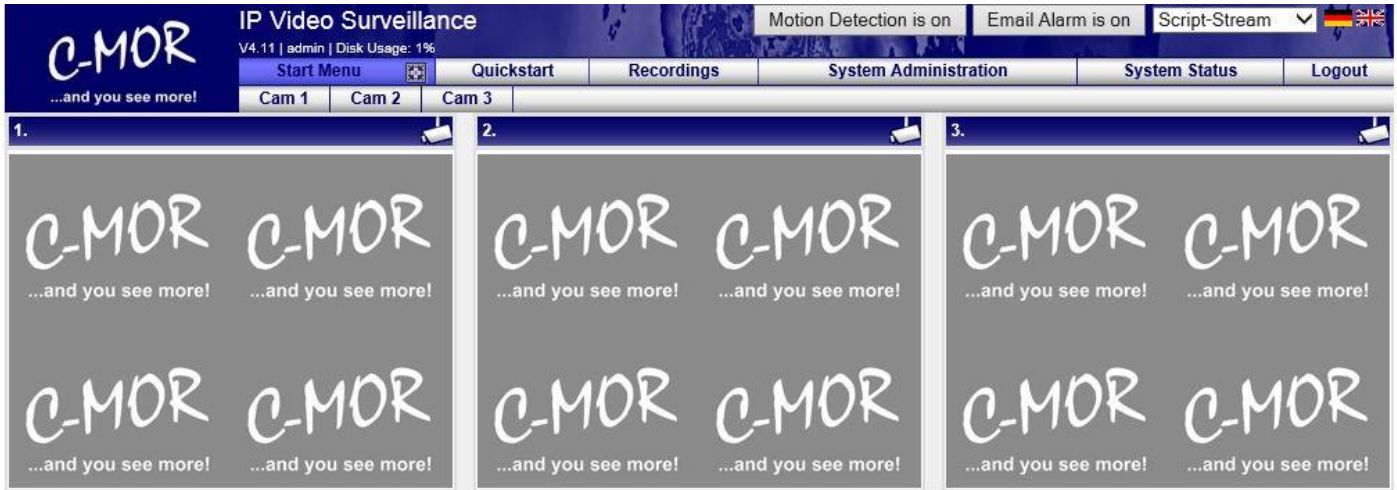 C-MOR
...and you see more!
IP Video Surveillance
V4.11 | admin | Disk Usage: 1%
Motion Detection is on
Email Alarm is on
Script-Stream
Start Menu
Quickstart
Recordings
System Administration
System Status
Logout
Cam 1
Cam 2
Cam 3
1.
2.
3.
C-MOR C-MOR C-MOR C-MOR C-MOR C-MOR
...and you see more! ...and you see more! ...and you see more! ...and you see more! ...and you see more! ...and you see more!
C-MOR C-MOR C-MOR C-MOR C-MOR C-MOR
...and you see more! ...and you see more! ...and you see more! ...and you see more! ...and you see more! ...and you see more!